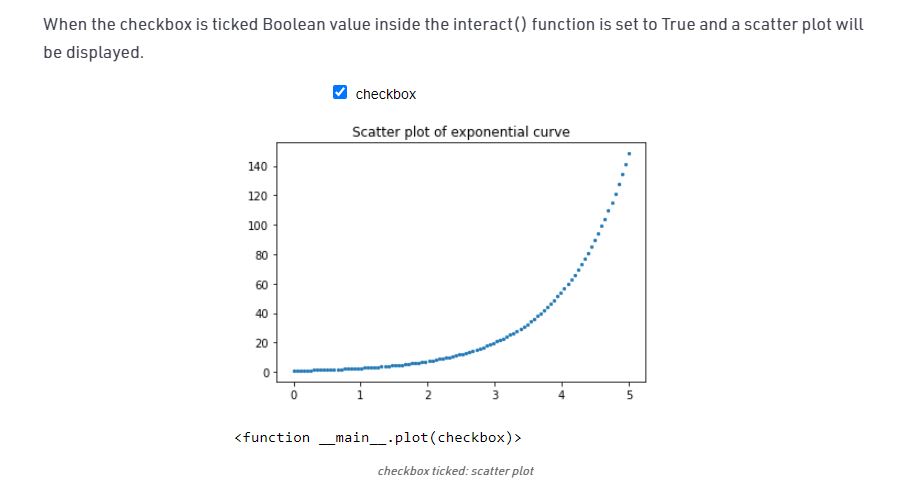 When the checkbox is ticked Boolean value inside the interact() function is set to True and a scatter plot will
be displayed.
checkbox
Scatter plot of exponential curve
140
120
100
80
60
40
20
0
0 1 2 3 4 5
<function __main__.plot(checkbox)>
checkbox ticked: scatter plot